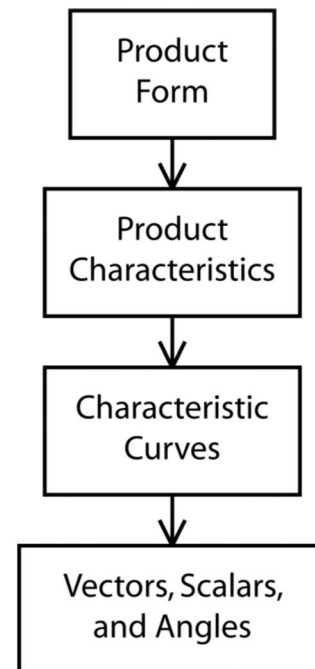 Product
Form
Product
Characteristics
Characteristic
Curves
Vectors, Scalars,
and Angles